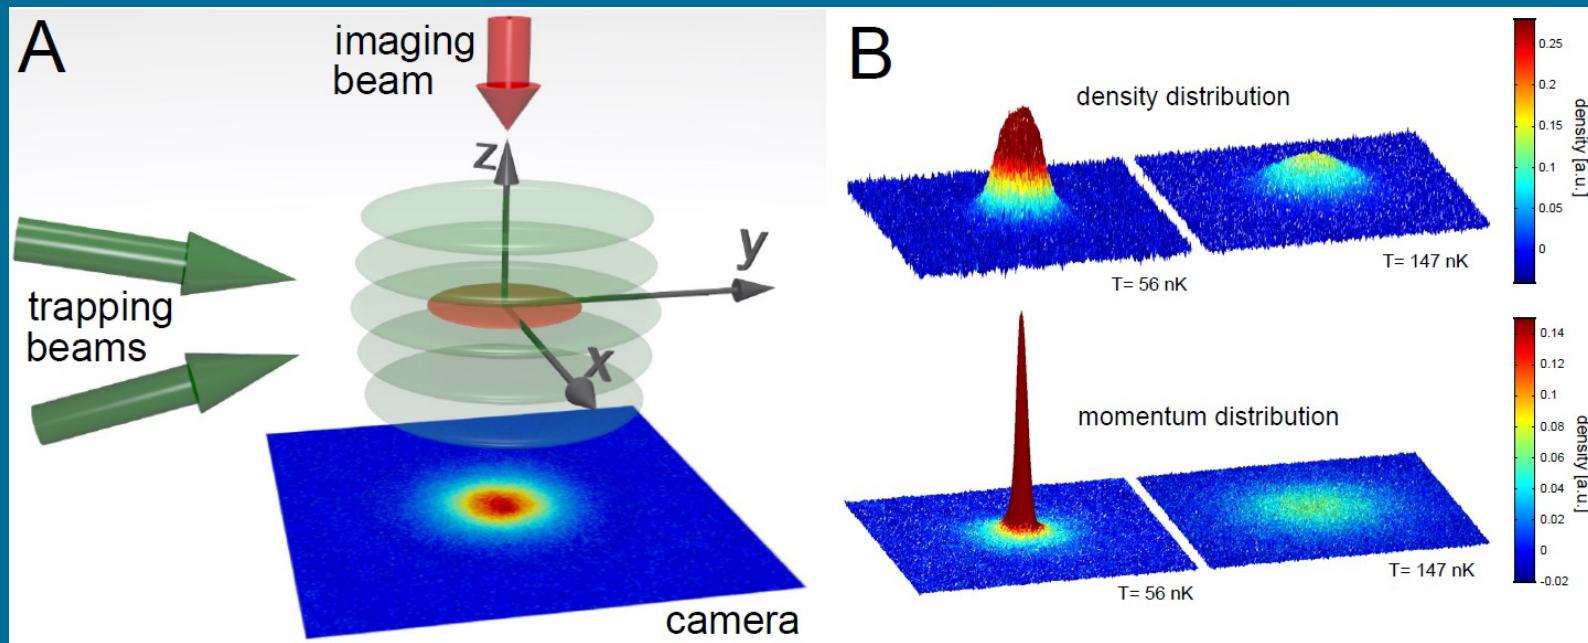 A
imaging
beam
z
y
x
trapping
beams
camera
B
density distribution
T= 56 nK
T= 147 nK
0.25
0.2
0.15
0.1
0.05
0
density [a.u.]
momentum distribution
T= 56 nK
T= 147 nK
0.14
0.12
0.1
0.08
0.06
0.04
0.02
0
-0.02
density [a.u.]